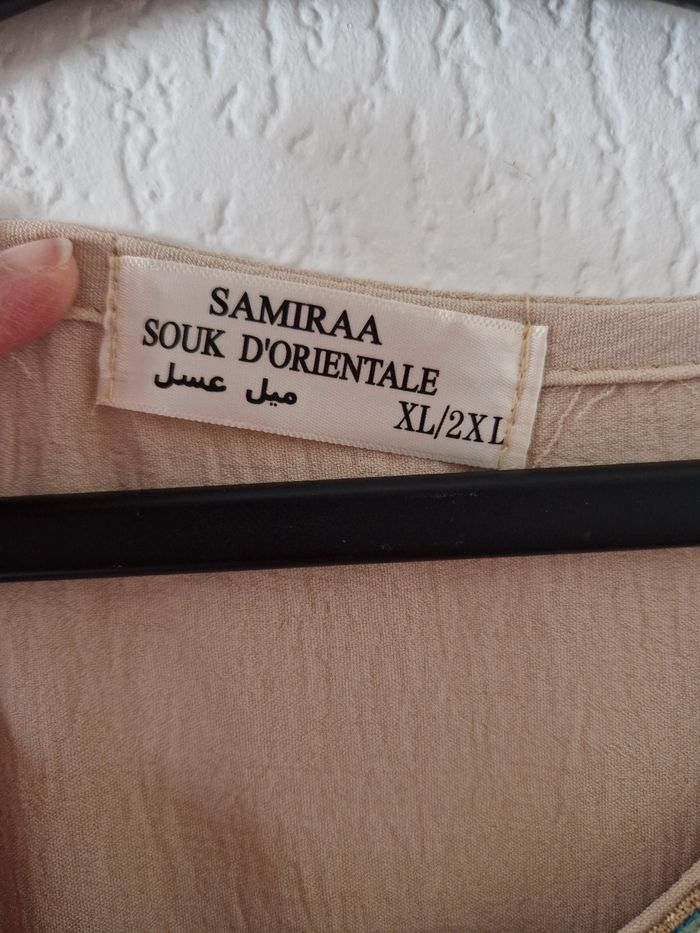 SAMIRAA
SOUK D'ORIENTALE
ميل عسل
XL/2XL